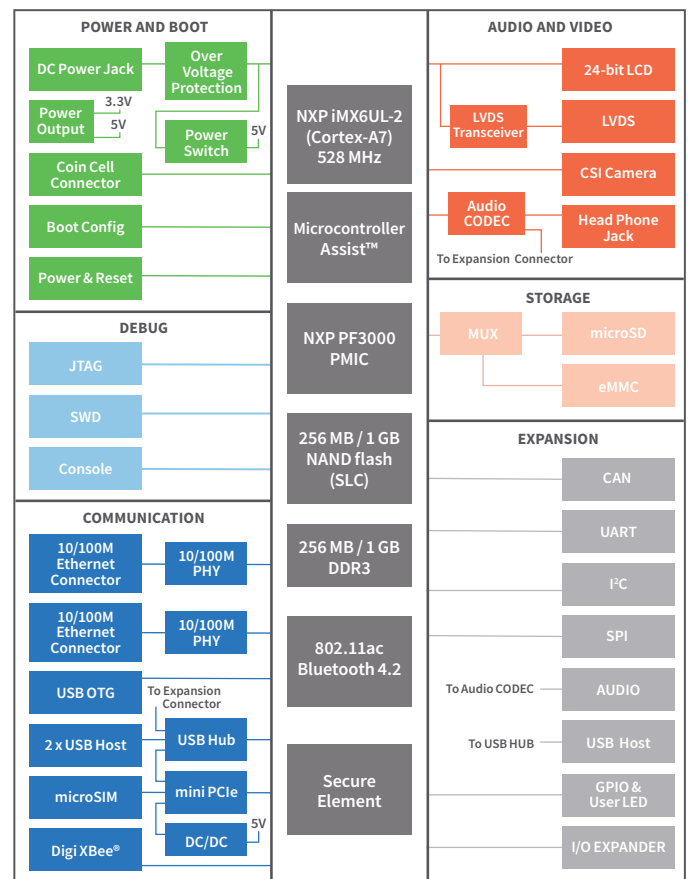 POWER AND BOOT
DC Power Jack
Over
Voltage
Protection
Power
Output
3.3V
5V
Power
Switch
5V
Coin Cell
Connector
Boot Config
Power & Reset
DEBUG
JTAG
SWD
Console
COMMUNICATION
10/100M
Ethernet
Connector
10/100M
PHY
10/100M
Ethernet
Connector
10/100M
PHY
USB OTG
To Expansion
Connector
2 x USB Host
USB Hub
microSIM
mini PCIe
Digi XBee®
DC/DC
5V
NXP iMX6UL-2
(Cortex-A7)
528 MHz
Microcontroller
Assist™
NXP PF3000
PMIC
256 MB / 1 GB
NAND flash
(SLC)
256 MB / 1 GB
DDR3
802.11ac
Bluetooth 4.2
Secure
Element
AUDIO AND VIDEO
24-bit LCD
LVDS
Transceiver
LVDS
CSI Camera
Audio
CODEC
Head Phone
Jack
To Expansion Connector
STORAGE
MUX
microSD
eMMC
EXPANSION
CAN
UART
I²C
SPI
To Audio CODEC
AUDIO
To USB HUB
USB Host
GPIO &
User LED
I/O EXPANDER